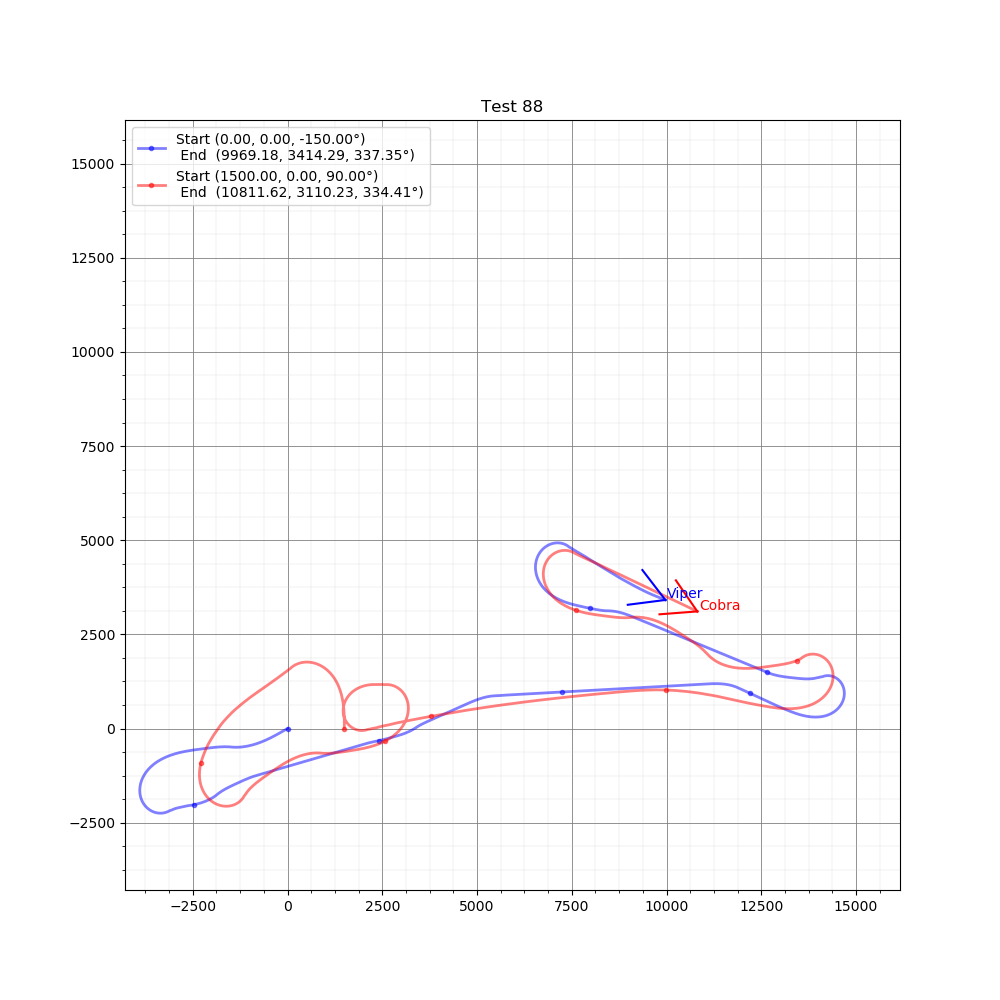 Test 88
Start (0.00, 0.00, -150.00°)
End  (9969.18, 3414.29, 337.35°)
Start (1500.00, 0.00, 90.00°)
End  (10811.62, 3110.23, 334.41°)
15000
12500
10000
7500
5000
2500
0
−2500
Viper
Cobra
−2500 0 2500 5000 7500 10000 12500 15000